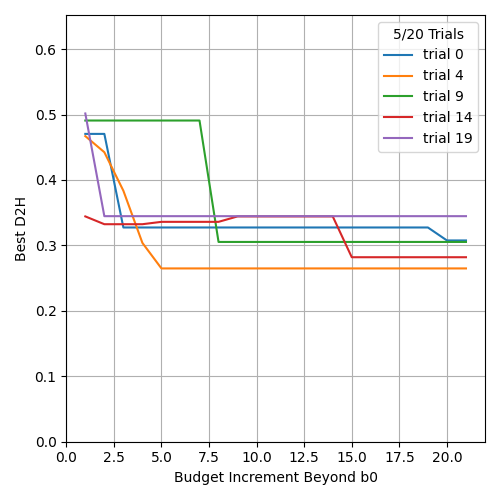 5/20 Trials
trial 0
trial 4
trial 9
trial 14
trial 19
Best D2H
0.6
0.5
0.4
0.3
0.2
0.1
0.0
0.0 2.5 5.0 7.5 10.0 12.5 15.0 17.5 20.0
Budget Increment Beyond b0